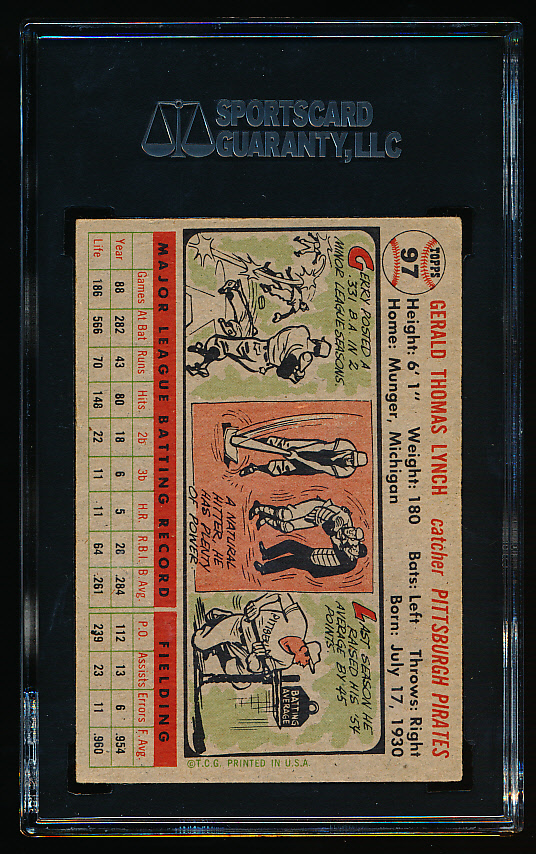 SPORTSCARD
GUARANTY, LLC
TOPPS
97
GERALD THOMAS LYNCH catcher PITTSBURGH PIRATES
Height: 6' 1" Weight: 180 Bats: Left Throws: Right
Home: Munger, Michigan Born: July 17, 1930
GERRY POSTED A
.331 B.A. IN 2
MINOR LEAGUE SEASONS.
A NATURAL
HITTER, HE
HAS PLENTY
OF POWER
LAST SEASON HE
RAISED HIS '54
AVERAGE BY 45
POINTS
PITTSB
BATTING
AVERAGE
MAJOR LEAGUE BATTING RECORD FIELDING
Games At Bat Runs Hits 2b 3b H.R. R.B.I. B. Avg. P.O. Assists Errors F. Avg.
Year 88 282 43 80 18 6 5 28 .284 112 13 6 .954
Life 186 566 70 148 22 11 11 64 .261 239 23 11 .960
© T.C.G. PRINTED IN U.S.A.